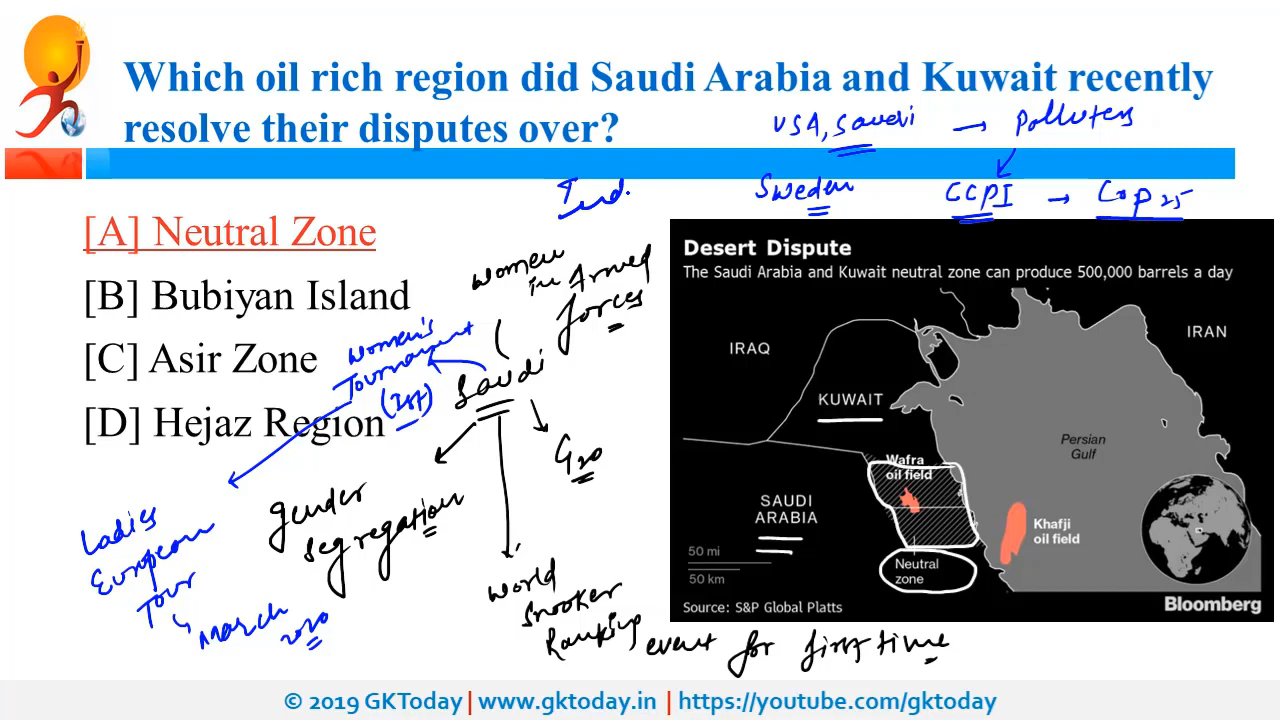 Which oil rich region did Saudi Arabia and Kuwait recently
resolve their disputes over?
USA, Saudi → Polluters
Sweden
CCPI → Cop 25
Ind.
[A] Neutral Zone
[B] Bubiyan Island
[C] Asir Zone
[D] Hejaz Region
Women
in Armed
forces
Women's
Tournament
(1st)
Saudi
G20
gender
segregation
Ladies
European
Tour
March
2020
World
Snooker
Ranking event for first time
Desert Dispute
The Saudi Arabia and Kuwait neutral zone can produce 500,000 barrels a day
IRAQ
IRAN
KUWAIT
Persian
Gulf
Wafra
oil field
SAUDI
ARABIA
Khafji
oil field
50 mi
50 km
Neutral
zone
Source: S&P Global Platts
Bloomberg
© 2019 GKToday | www.gktoday.in | https://youtube.com/gktoday